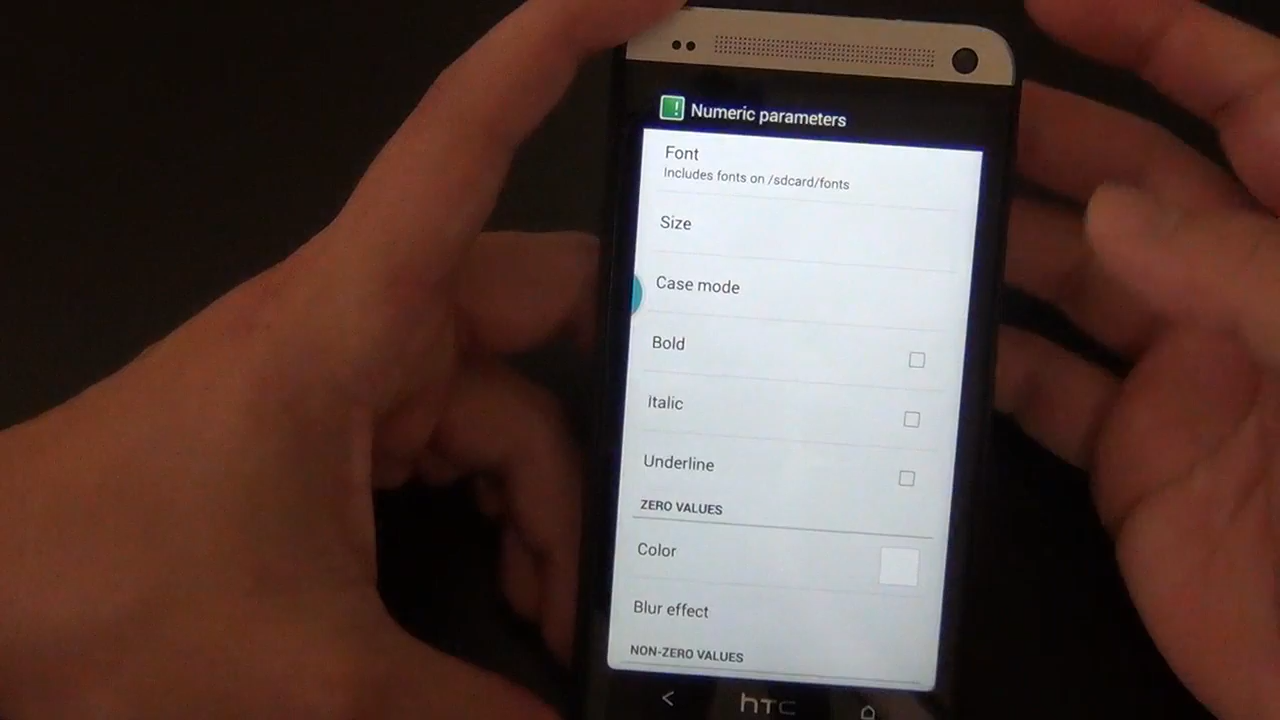 Numeric parameters
Font
Includes fonts on /sdcard/fonts
Size
Case mode
Bold
Italic
Underline
ZERO VALUES
Color
Blur effect
NON-ZERO VALUES
hTC